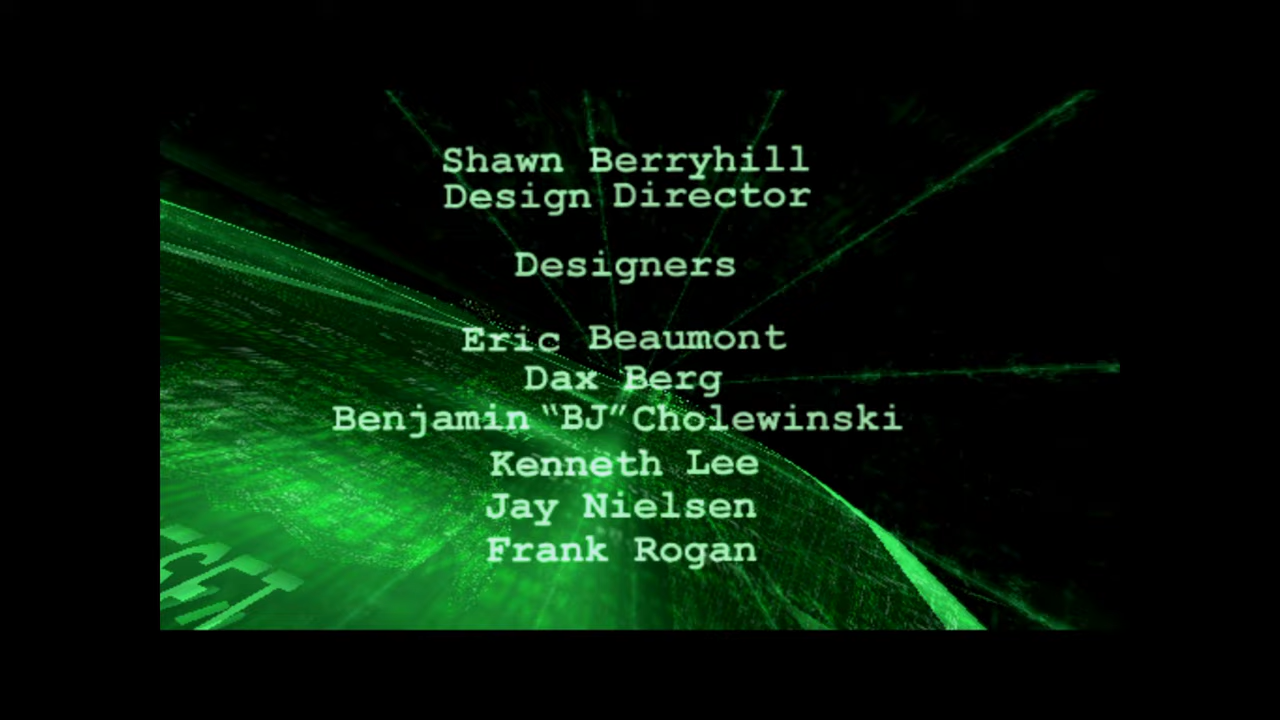 Shawn Berryhill
Design Director
Designers
Eric Beaumont
Dax Berg
Benjamin "BJ" Cholewinski
Kenneth Lee
Jay Nielsen
Frank Rogan